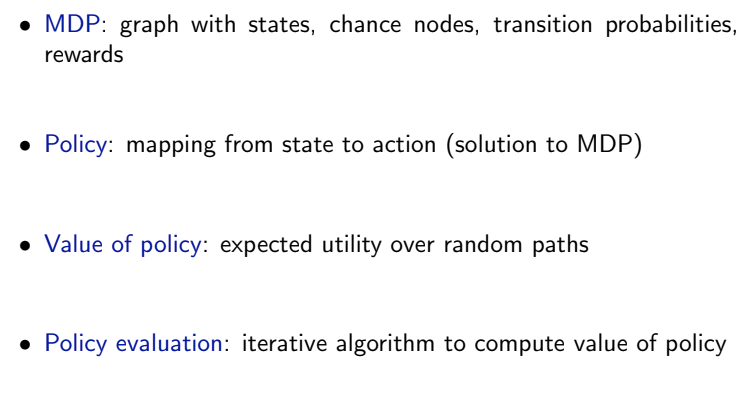 • MDP: graph with states, chance nodes, transition probabilities,
rewards
• Policy: mapping from state to action (solution to MDP)
• Value of policy: expected utility over random paths
• Policy evaluation: iterative algorithm to compute value of policy